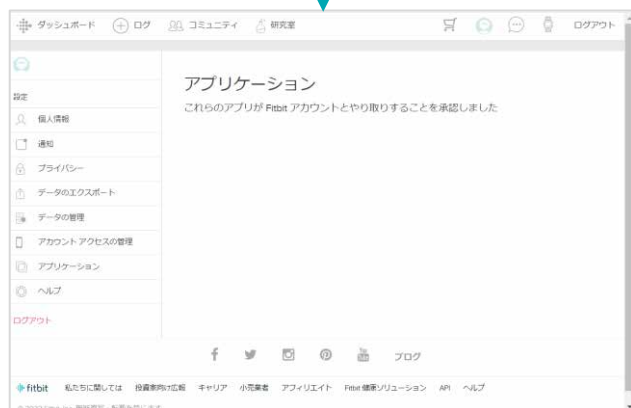 ダッシュボード ログ コミュニティ 研究室 ログアウト
設定
個人情報
通知
プライバシー
データのエクスポート
データの管理
アカウント アクセスの管理
アプリケーション
ヘルプ
ログアウト
アプリケーション
これらのアプリが Fitbit アカウントとやり取りすることを承認しました
ブログ
fitbit 私たちに関しては 投資家向け広報 キャリア 小売業者 アフィリエイト Fitbit 健康ソリューション API ヘルプ